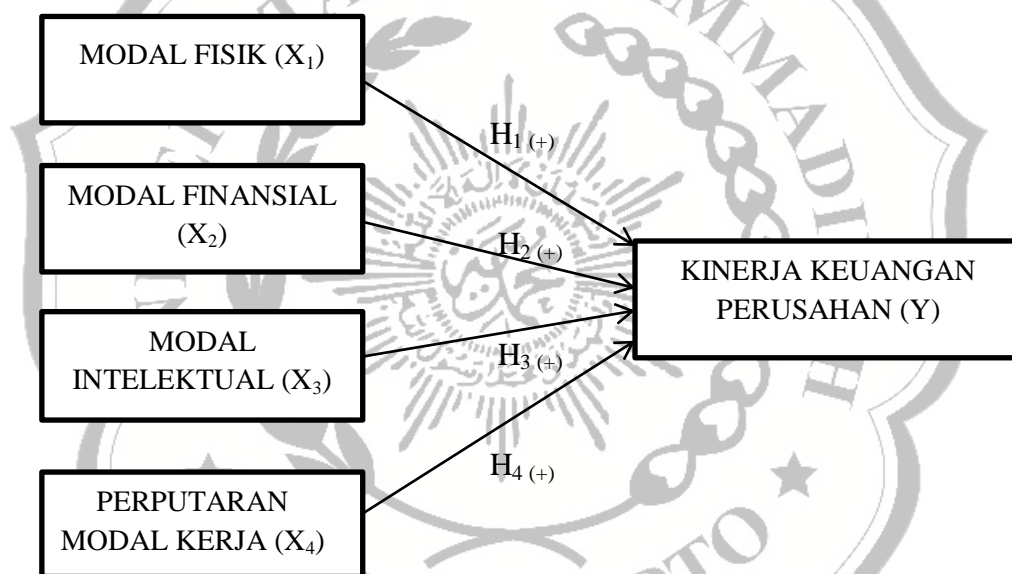 MODAL FISIK (X₁)
H₁ (+)
MODAL FINANSIAL
(X₂)
H₂ (+)
KINERJA KEUANGAN
PERUSAHAN (Y)
MODAL
INTELEKTUAL (X₃)
H₃ (+)
H₄ (+)
PERPUTARAN
MODAL KERJA (X₄)